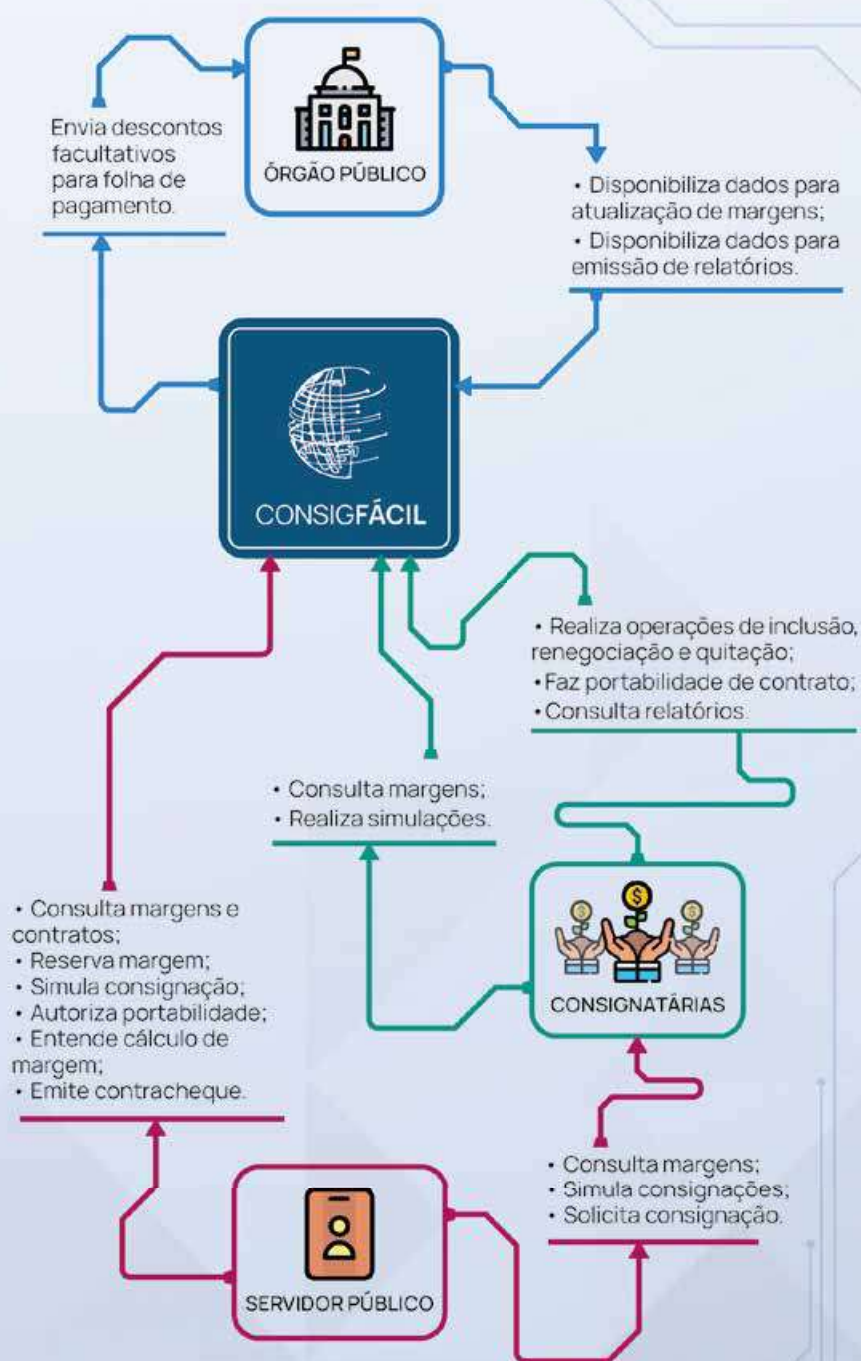 Envia descontos
facultativos
para folha de
pagamento.
ÓRGÃO PÚBLICO
• Disponibiliza dados para
atualização de margens;
• Disponibiliza dados para
emissão de relatórios.
CONSIGFÁCIL
• Realiza operações de inclusão,
renegociação e quitação;
•Faz portabilidade de contrato;
•Consulta relatórios.
• Consulta margens;
• Realiza simulações.
• Consulta margens e
contratos;
• Reserva margem;
• Simula consignação;
• Autoriza portabilidade;
• Entende cálculo de
margem;
• Emite contracheque.
CONSIGNATÁRIAS
• Consulta margens;
• Simula consignações;
• Solicita consignação.
SERVIDOR PÚBLICO